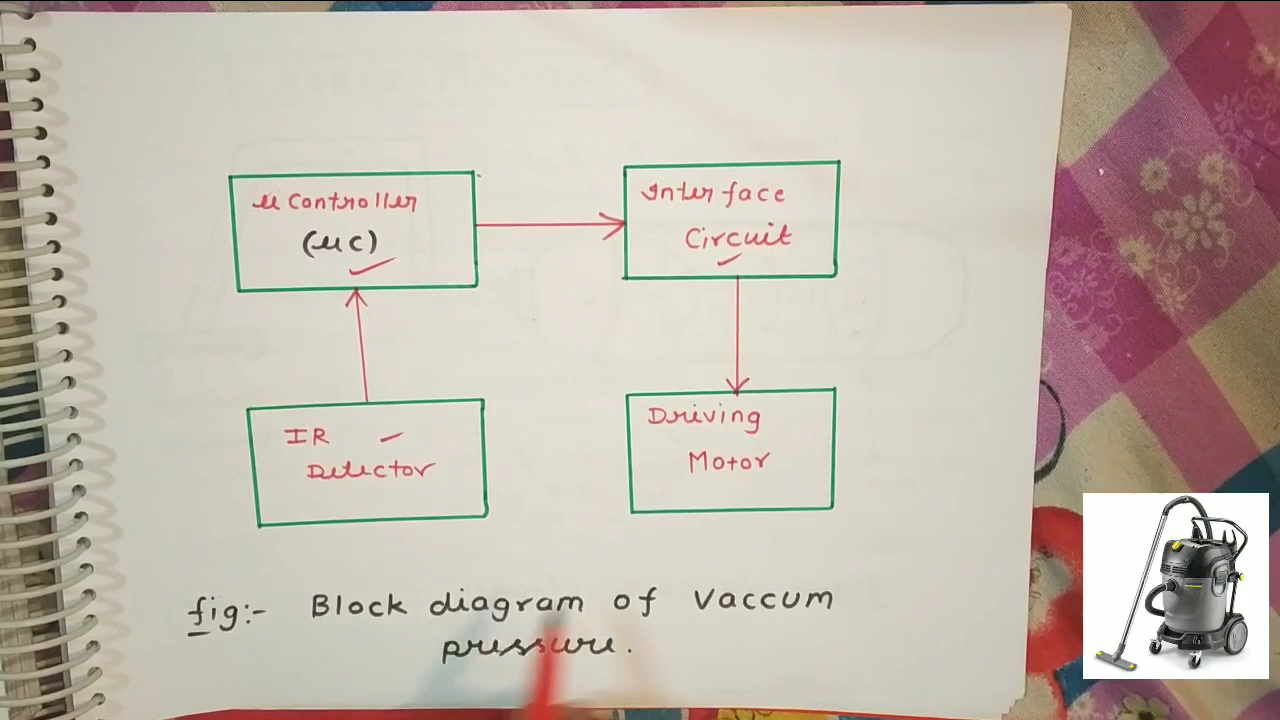 µ Controller
(µc)
Interface
Circuit
IR
Detector
Driving
Motor
fig:- Block diagram of vaccum
pressure.